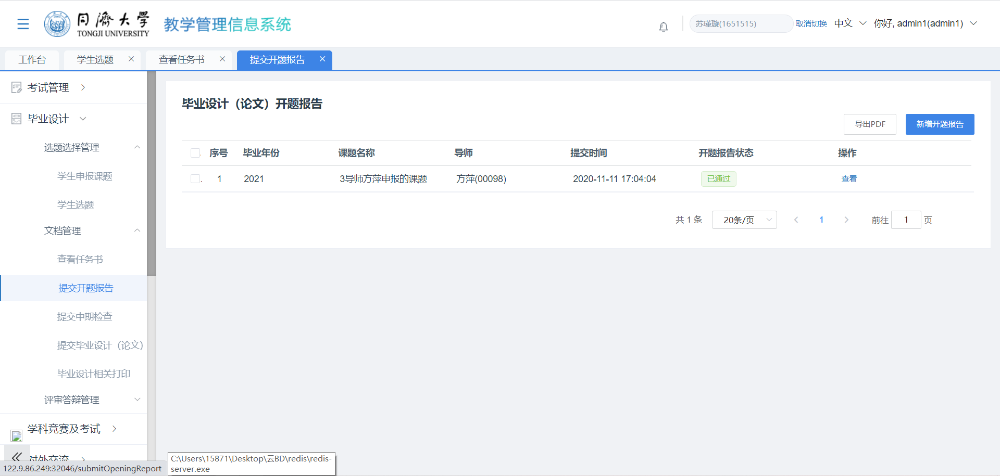 同濟大学
TONGJI UNIVERSITY
教学管理信息系统
苏瑾璇(1651515)
取消切换
中文
你好, admin1(admin1)
工作台
学生选题
查看任务书
提交开题报告
考试管理
毕业设计
选题选择管理
学生申报课题
学生选题
文档管理
查看任务书
提交开题报告
提交中期检查
提交毕业设计（论文）
毕业设计相关打印
评审答辩管理
学科竞赛及考试
对外交流
毕业设计（论文）开题报告
导出PDF
新增开题报告
序号 毕业年份 课题名称 导师 提交时间 开题报告状态 操作
1 2021 3导师方萍申报的课题 方萍(00098) 2020-11-11 17:04:04 已通过 查看
共 1 条 20条/页 1 前往 1 页
122.9.86.249:32046/submitOpeningReport
C:\Users\15871\Desktop\云BD\redis\redis-
server.exe